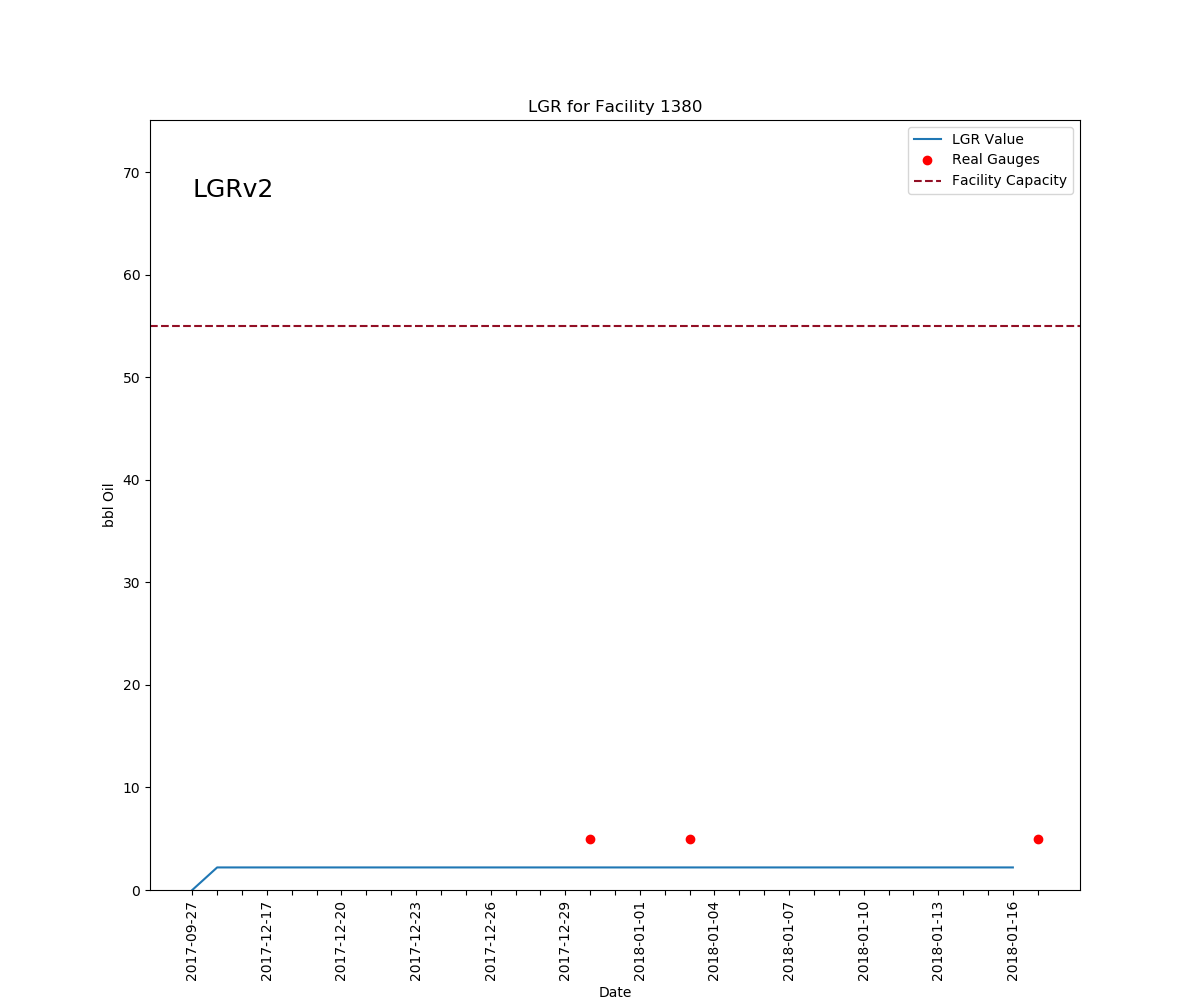 LGR for Facility 1380
LGRv2
LGR Value
Real Gauges
Facility Capacity
bbl Oil
70
60
50
40
30
20
10
0
2017-09-27
2017-12-17
2017-12-20
2017-12-23
2017-12-26
2017-12-29
2018-01-01
2018-01-04
2018-01-07
2018-01-10
2018-01-13
2018-01-16
Date